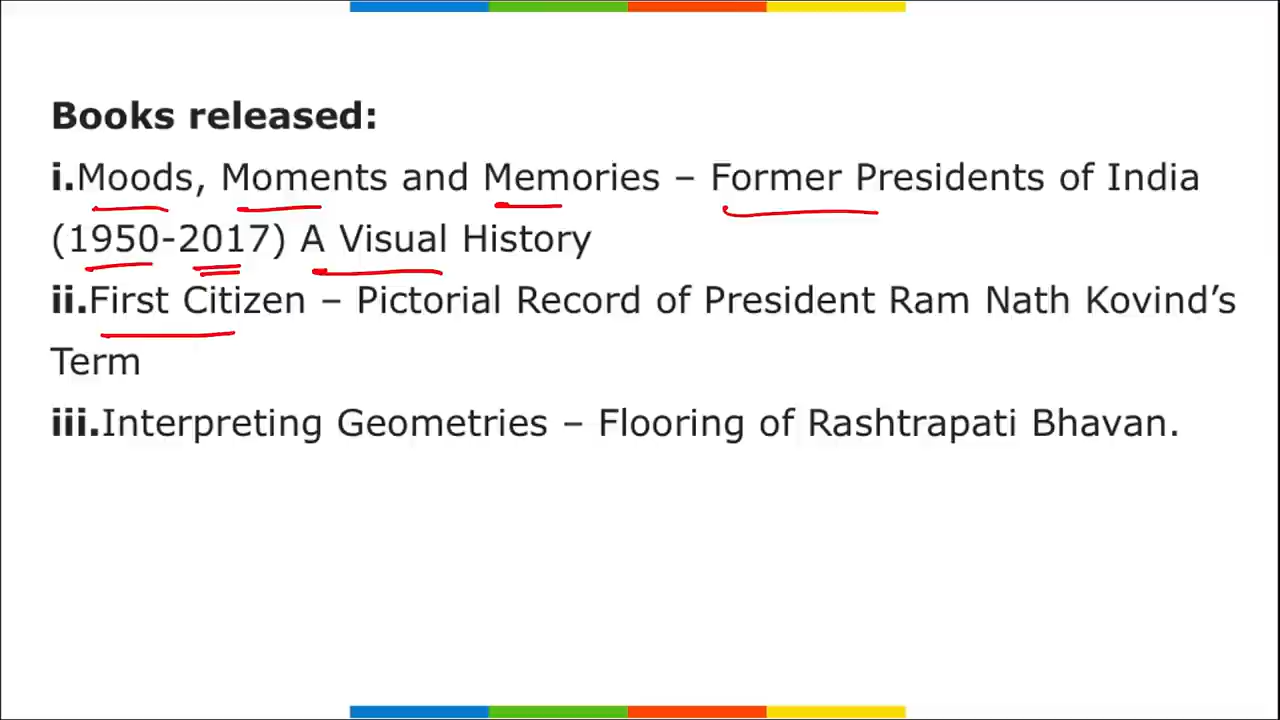 Books released:
i.Moods, Moments and Memories – Former Presidents of India
(1950-2017) A Visual History
ii.First Citizen – Pictorial Record of President Ram Nath Kovind’s
Term
iii.Interpreting Geometries – Flooring of Rashtrapati Bhavan.